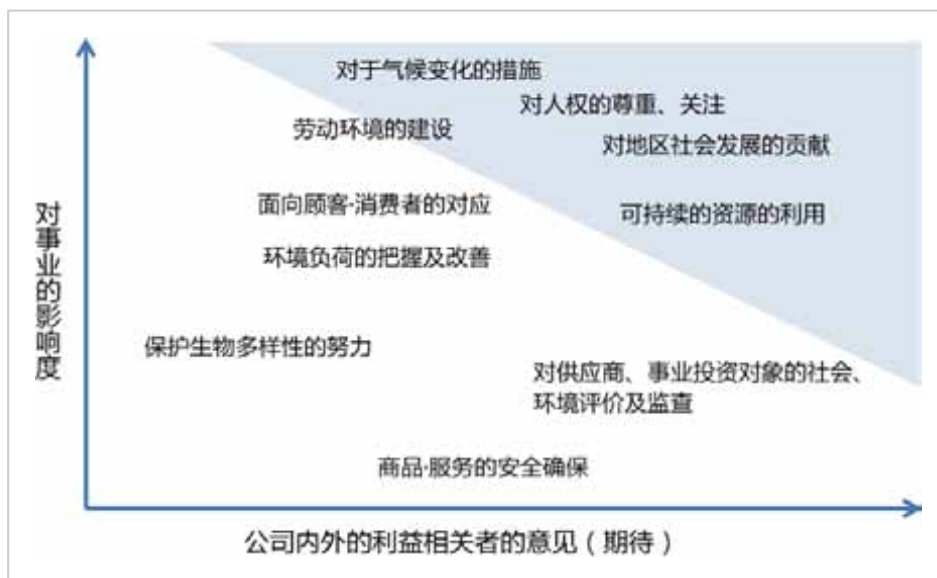 对于气候变化的措施
对人权的尊重、关注
劳动环境的建设
对地区社会发展的贡献
面向顾客·消费者的对应
可持续的资源的利用
环境负荷的把握及改善
保护生物多样性的努力
对供应商、事业投资对象的社会、
环境评价及监查
商品·服务的安全确保
对事业的影响度
公司内外的利益相关者的意见（期待）